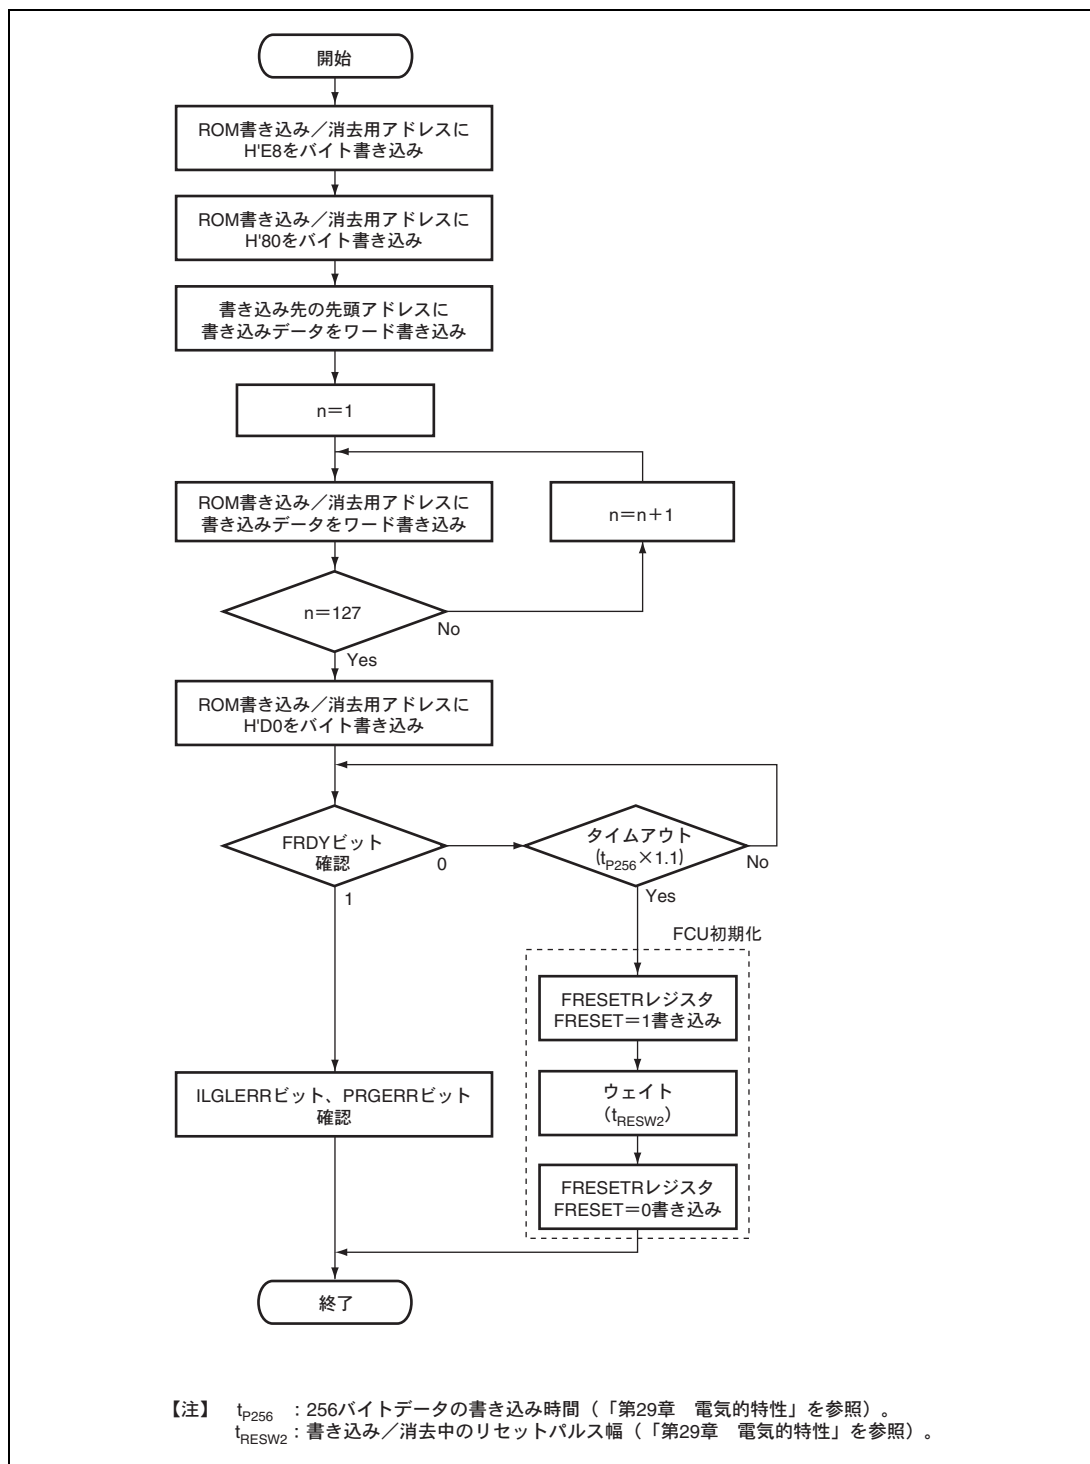 開始
ROM書き込み／消去用アドレスに
H'E8をバイト書き込み
ROM書き込み／消去用アドレスに
H'80をバイト書き込み
書き込み先の先頭アドレスに
書き込みデータをワード書き込み
n＝1
ROM書き込み／消去用アドレスに
書き込みデータをワード書き込み
n＝n＋1
n＝127
No
Yes
ROM書き込み／消去用アドレスに
H'D0をバイト書き込み
FRDYビット
確認
0
1
タイムアウト
(tP256×1.1)
No
Yes
FCU初期化
FRESETRレジスタ
FRESET＝1書き込み
ウェイト
（tRESW2）
FRESETRレジスタ
FRESET＝0書き込み
ILGLERRビット、PRGERRビット
確認
終了
【注】 tP256 ：256バイトデータの書き込み時間（「第29章 電気的特性」を参照）。
tRESW2：書き込み／消去中のリセットパルス幅（「第29章 電気的特性」を参照）。